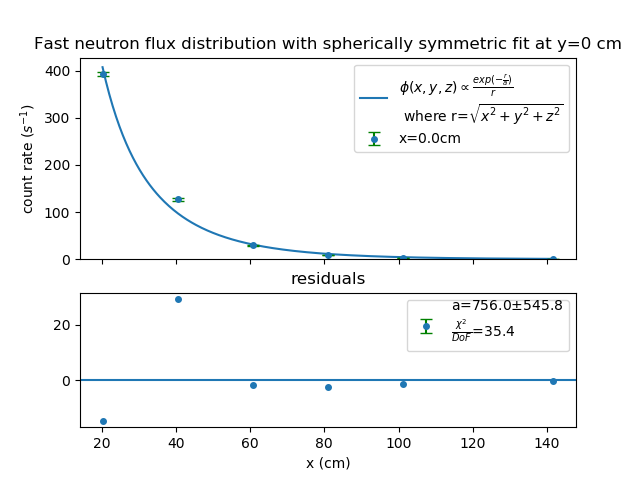 Fast neutron flux distribution with spherically symmetric fit at y=0 cm
400
300
200
100
0
count rate (s⁻¹)
ϕ(x, y, z) ∝ exp(−r/a)/r
where r=√(x² + y² + z²)
x=0.0cm
residuals
20
0
a=756.0±545.8
χ²/DoF=35.4
20 40 60 80 100 120 140
x (cm)